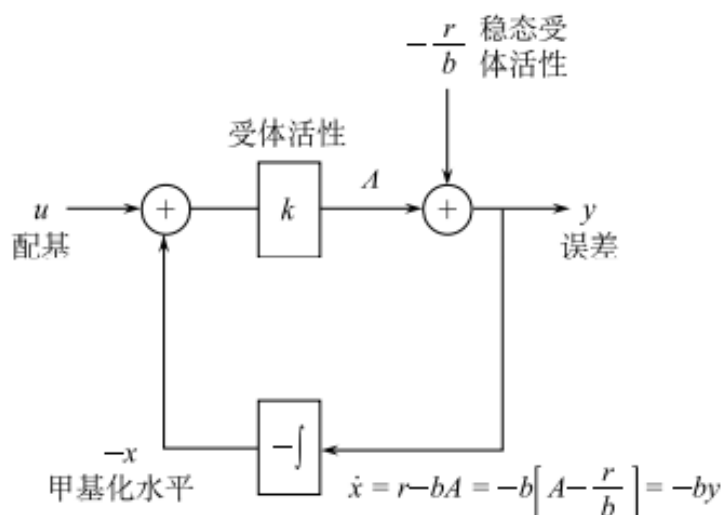 −r/b 稳态受
体活性
受体活性
u
配基
+
k
A
+
y
误差
−x
甲基化水平
−∫
ẋ = r−bA = −b[A−r/b] = −by